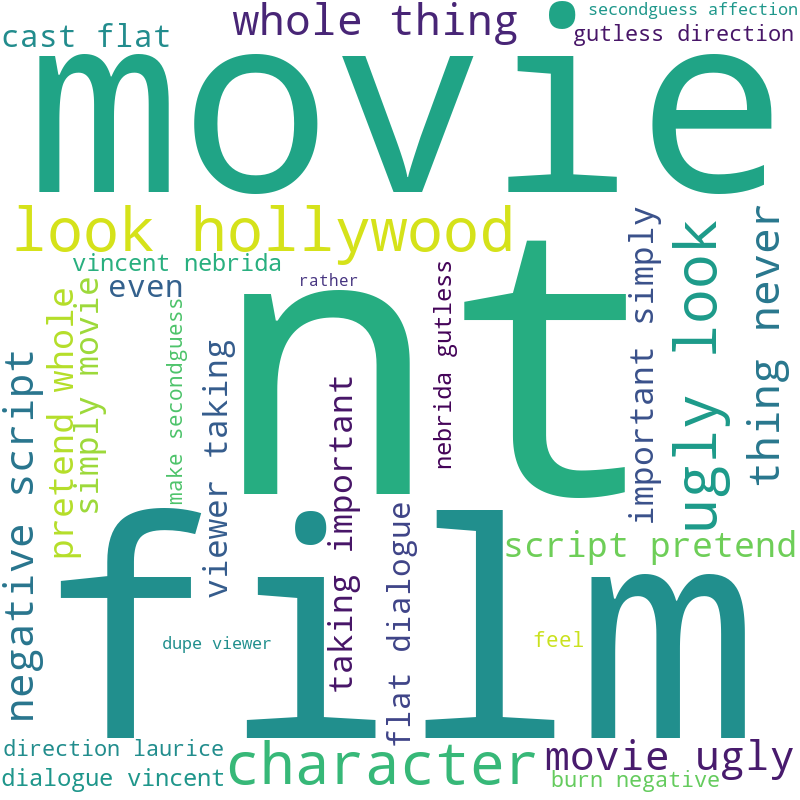 whole thing
secondguess affection
cast flat
gutless direction
movie
look hollywood
vincent nebrida
even
rather
nt
ugly look
thing never
important simply
nebrida gutless
pretend whole
simply movie
make secondguess
viewer taking
negative script
taking important
flat dialogue
film
script pretend
dupe viewer
feel
direction laurice
character
movie ugly
dialogue vincent
burn negative